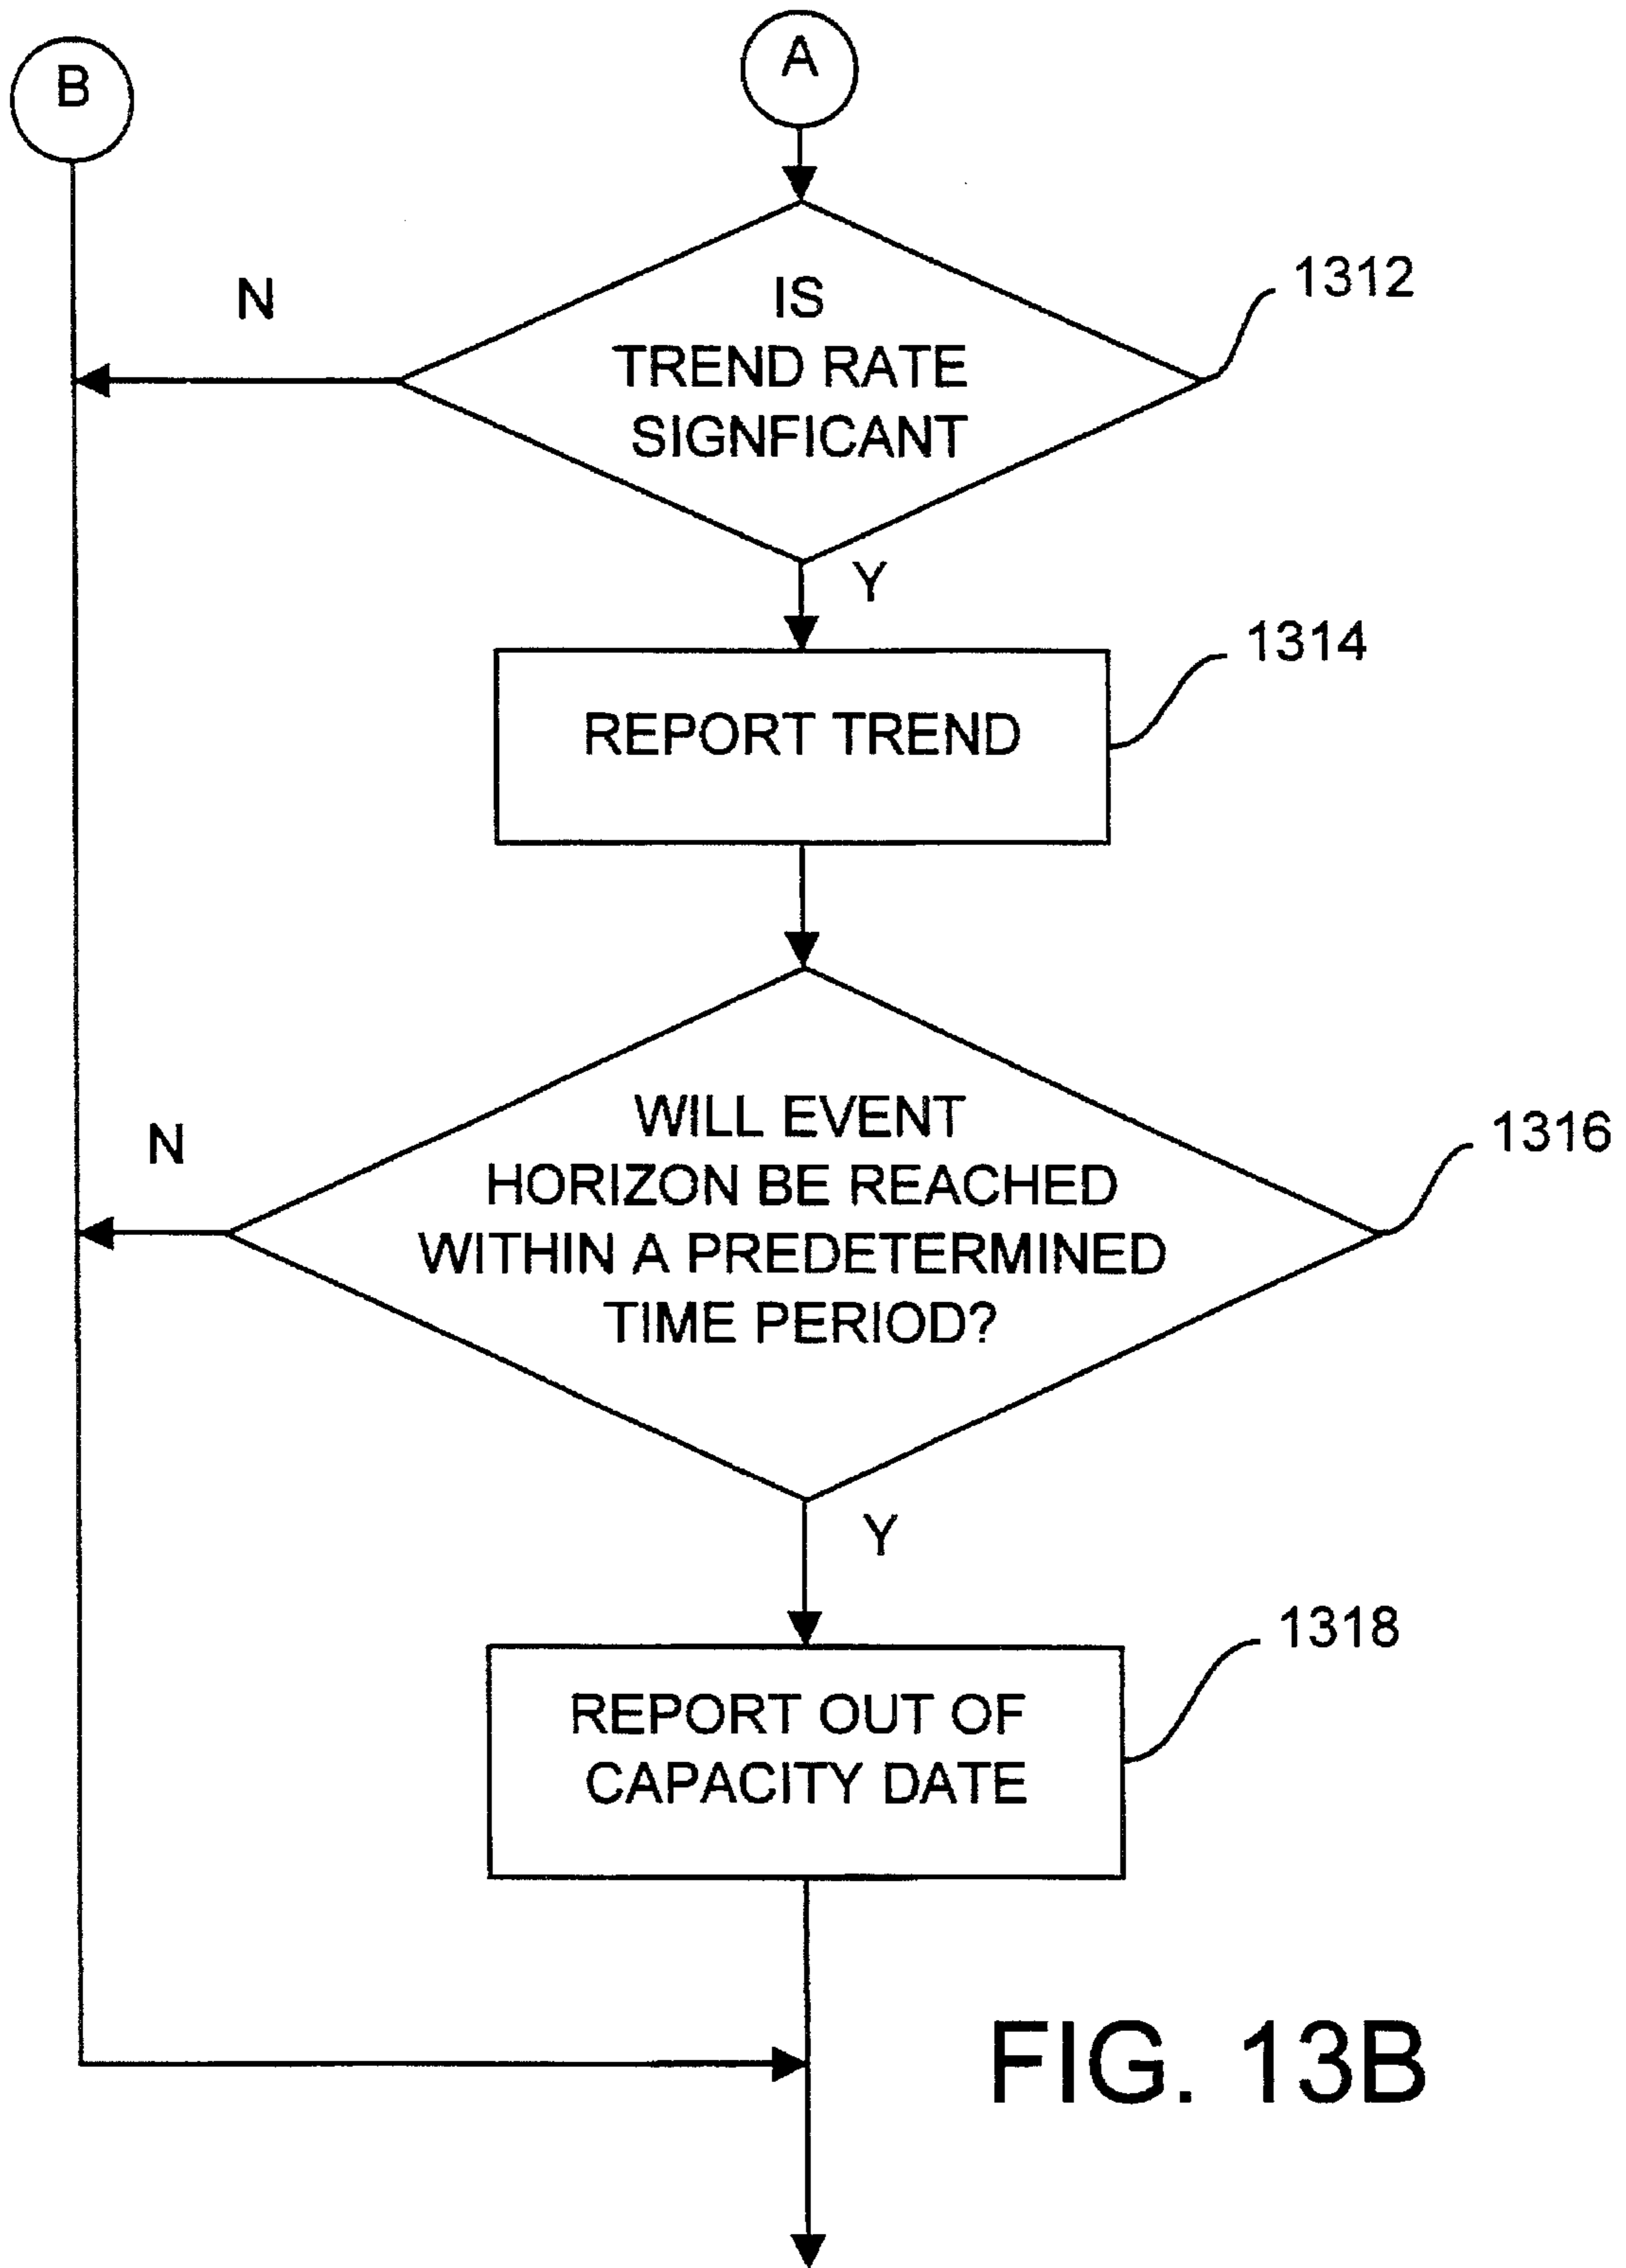 A
B
1312
N
IS
TREND RATE
SIGNFICANT
Y
1314
REPORT TREND
1316
N
WILL EVENT
HORIZON BE REACHED
WITHIN A PREDETERMINED
TIME PERIOD?
Y
1318
REPORT OUT OF
CAPACITY DATE
FIG. 13B